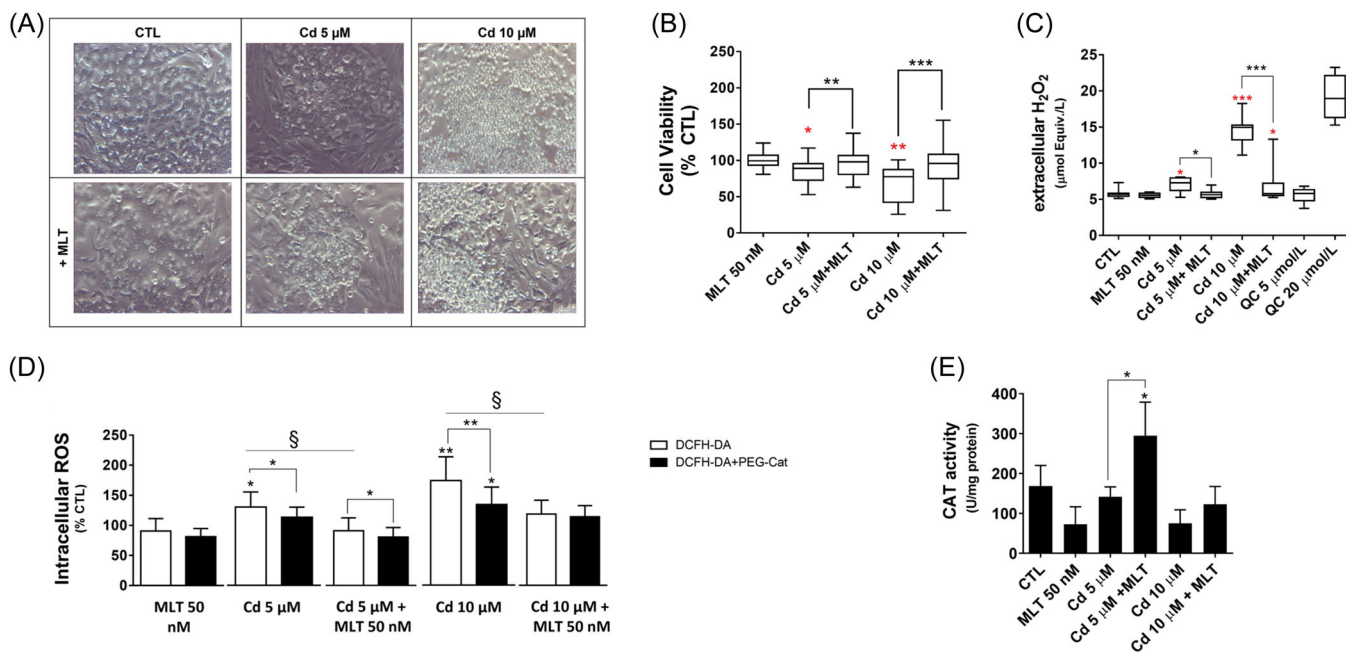 (A)
CTL
Cd 5 µM
Cd 10 µM
+ MLT
(B)
Cell Viability
(% CTL)
250
200
150
100
50
0
*
**
**
***
MLT 50 nM
Cd 5 µM
Cd 5 µM+MLT
Cd 10 µM
Cd 10 µM+MLT
(C)
extracellular H₂O₂
(µmol Equiv./L)
25
20
15
10
5
0
*
*
***
***
*
CTL
MLT 50 nM
Cd 5 µM
Cd 5 µM+ MLT
Cd 10 µM
Cd 10 µM+MLT
QC 5 µmol/L
QC 20 µmol/L
(D)
Intracellular ROS
(% CTL)
250
200
150
100
50
0
§
*
*
*
§
**
**
*
MLT 50
nM
Cd 5 µM
Cd 5 µM +
MLT 50 nM
Cd 10 µM
Cd 10 µM +
MLT 50 nM
DCFH-DA
DCFH-DA+PEG-Cat
(E)
CAT activity
(U/mg protein)
400
300
200
100
0
*
*
CTL
MLT 50 nM
Cd 5 µM
Cd 5 µM +MLT
Cd 10 µM
Cd 10 µM + MLT